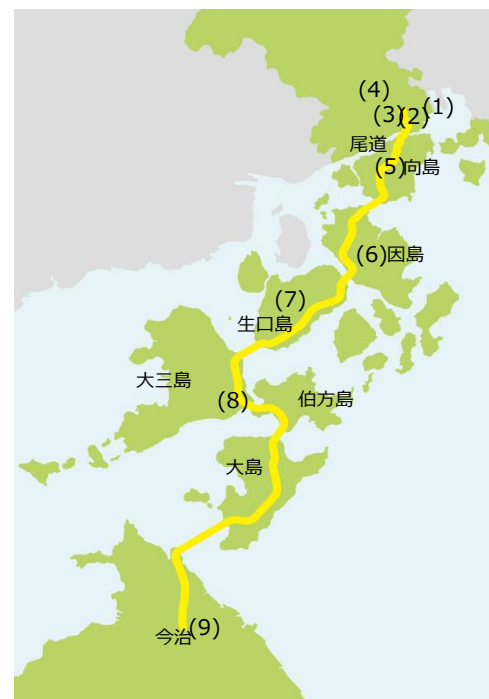 (4)
(1)
(3)
(2)
尾道
(5)
向島
(6)
因島
(7)
生口島
大三島
(8)
伯方島
大島
今治
(9)